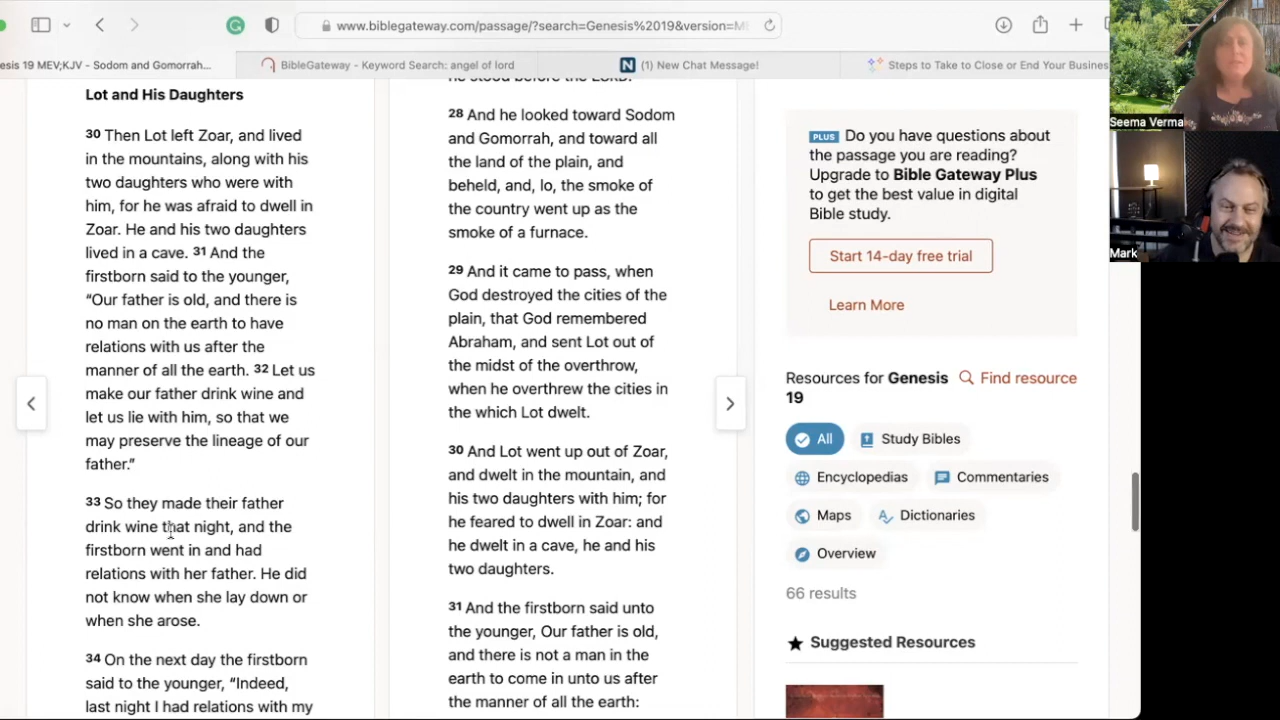 www.biblegateway.com/passage/?search=Genesis%2019&version=M
esis 19 MEV;KJV - Sodom and Gomorrah...
BibleGateway - Keyword Search: angel of lord
N (1) New Chat Message!
Steps to Take to Close or End Your Business
Lot and His Daughters
30 Then Lot left Zoar, and lived
in the mountains, along with his
two daughters who were with
him, for he was afraid to dwell in
Zoar. He and his two daughters
lived in a cave. 31 And the
firstborn said to the younger,
“Our father is old, and there is
no man on the earth to have
relations with us after the
manner of all the earth. 32 Let us
make our father drink wine and
let us lie with him, so that we
may preserve the lineage of our
father.”
33 So they made their father
drink wine that night, and the
firstborn went in and had
relations with her father. He did
not know when she lay down or
when she arose.
34 On the next day the firstborn
said to the younger, “Indeed,
last night I had relations with my
he stood before the LORD:
28 And he looked toward Sodom
and Gomorrah, and toward all
the land of the plain, and
beheld, and, lo, the smoke of
the country went up as the
smoke of a furnace.
29 And it came to pass, when
God destroyed the cities of the
plain, that God remembered
Abraham, and sent Lot out of
the midst of the overthrow,
when he overthrew the cities in
the which Lot dwelt.
30 And Lot went up out of Zoar,
and dwelt in the mountain, and
his two daughters with him; for
he feared to dwell in Zoar: and
he dwelt in a cave, he and his
two daughters.
31 And the firstborn said unto
the younger, Our father is old,
and there is not a man in the
earth to come in unto us after
the manner of all the earth:
PLUS Do you have questions about
the passage you are reading?
Upgrade to Bible Gateway Plus
to get the best value in digital
Bible study.
Start 14-day free trial
Learn More
Resources for Genesis
19
Find resource
All
Study Bibles
Encyclopedias
Commentaries
Maps
Dictionaries
Overview
66 results
Suggested Resources
Seema Verma
Mark